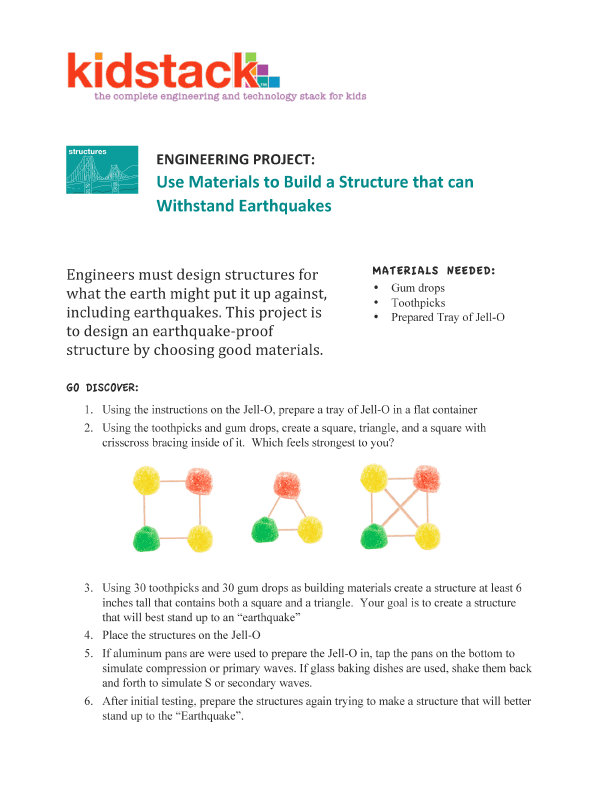 kidstack
the complete engineering and technology stack for kids
structures
ENGINEERING PROJECT:
Use Materials to Build a Structure that can
Withstand Earthquakes
Engineers must design structures for
what the earth might put it up against,
including earthquakes. This project is
to design an earthquake-proof
structure by choosing good materials.
MATERIALS NEEDED:
• Gum drops
• Toothpicks
• Prepared Tray of Jell-O
GO DISCOVER:
1. Using the instructions on the Jell-O, prepare a tray of Jell-O in a flat container
2. Using the toothpicks and gum drops, create a square, triangle, and a square with
crisscross bracing inside of it. Which feels strongest to you?
3. Using 30 toothpicks and 30 gum drops as building materials create a structure at least 6
inches tall that contains both a square and a triangle. Your goal is to create a structure
that will best stand up to an “earthquake”
4. Place the structures on the Jell-O
5. If aluminum pans are were used to prepare the Jell-O in, tap the pans on the bottom to
simulate compression or primary waves. If glass baking dishes are used, shake them back
and forth to simulate S or secondary waves.
6. After initial testing, prepare the structures again trying to make a structure that will better
stand up to the “Earthquake”.